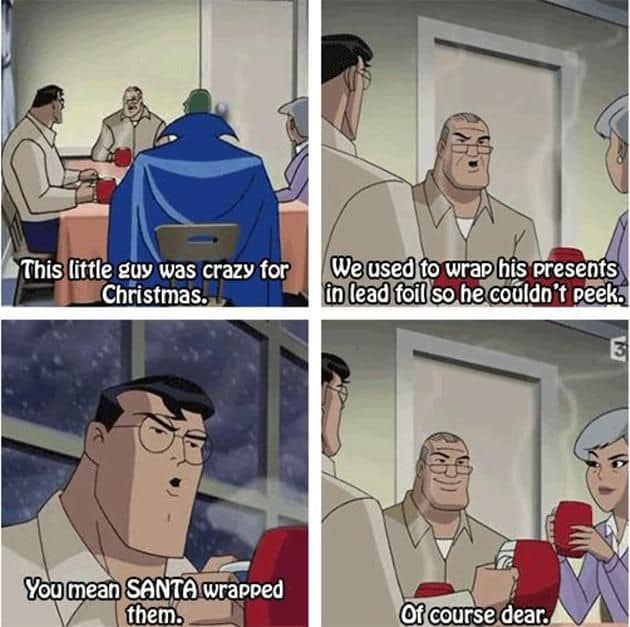 This little guy was crazy for
Christmas.
We used to wrap his presents
in lead foil so he couldn't peek.
3
You mean SANTA wrapped
them.
Of course dear.